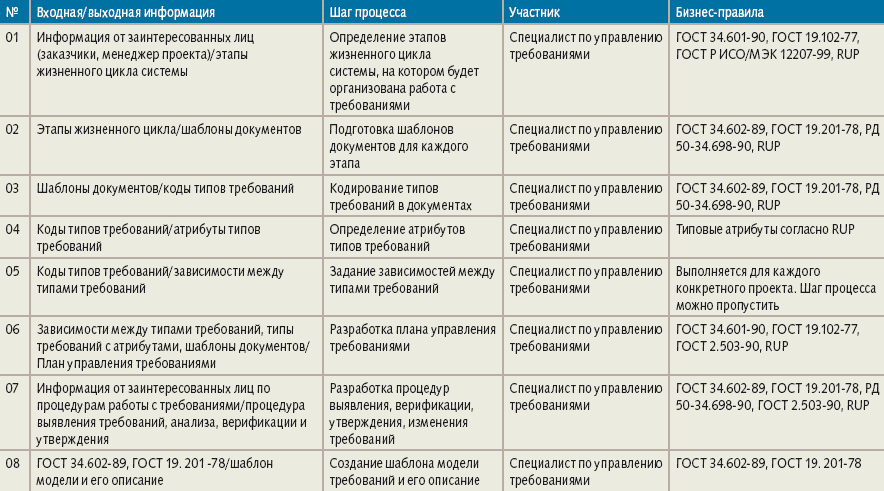 № Входная/выходная информация Шаг процесса Участник Бизнес-правила
01 Информация от заинтересованных лиц Определение этапов Специалист по управлению ГОСТ 34.601-90, ГОСТ 19.102-77,
(заказчики, менеджер проекта)/этапы жизненного цикла требованиями ГОСТ Р ИСО/МЭК 12207-99, RUP
жизненного цикла системы системы, на котором будет
организована работа с
требованиями
02 Этапы жизненного цикла/шаблоны документов Подготовка шаблонов Специалист по управлению ГОСТ 34.602-89, ГОСТ 19.201-78, РД
документов для каждого требованиями 50-34.698-90, RUP
этапа
03 Шаблоны документов/коды типов требований Кодирование типов Специалист по управлению ГОСТ 34.602-89, ГОСТ 19.201-78, РД
требований в документах требованиями 50-34.698-90, RUP
04 Коды типов требований/атрибуты типов Определение атрибутов Специалист по управлению Типовые атрибуты согласно RUP
требований типов требований требованиями
05 Коды типов требований/зависимости между Задание зависимостей между Специалист по управлению Выполняется для каждого
типами требований типами требований требованиями конкретного проекта. Шаг процесса
можно пропустить
06 Зависимости между типами требований, типы Разработка плана управления Специалист по управлению ГОСТ 34.601-90, ГОСТ 19.102-77,
требований с атрибутами, шаблоны документов/ требованиями требованиями ГОСТ 2.503-90, RUP
План управления требованиями
07 Информация от заинтересованных лиц по Разработка процедур Специалист по управлению ГОСТ 34.602-89, ГОСТ 19.201-78, РД
процедурам работы с требованиями/процедура выявления, верификации, требованиями 50-34.698-90, ГОСТ 2.503-90, RUP
выявления требований, анализа, верификации и утверждения, изменения
утверждения требований
08 ГОСТ 34.602-89, ГОСТ 19. 201 -78/шаблон Создание шаблона модели Специалист по управлению ГОСТ 34.602-89, ГОСТ 19. 201-78
модели и его описание требований и его описание требованиями